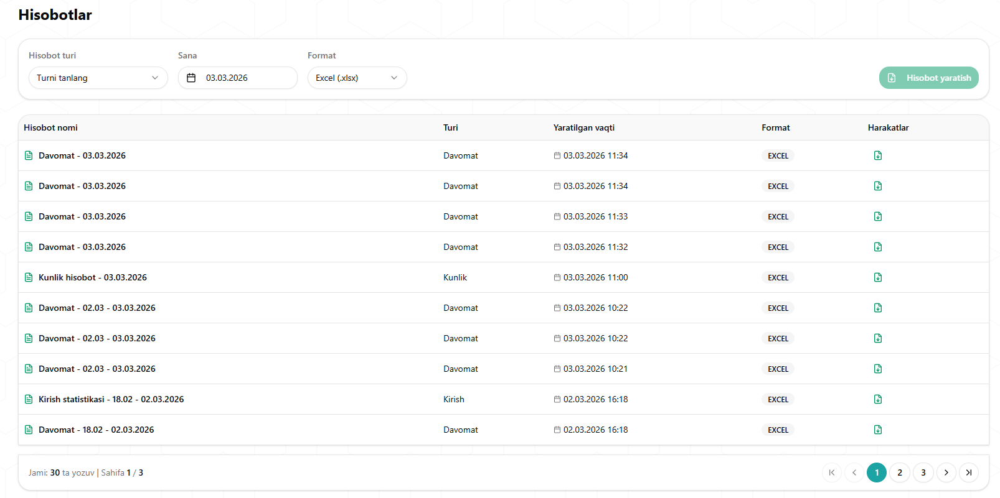 Hisobotlar
Hisobot turi Sana Format
Turni tanlang 03.03.2026 Excel (.xlsx) Hisobot yaratish
Hisobot nomi Turi Yaratilgan vaqti Format Harakatlar
Davomat - 03.03.2026 Davomat 03.03.2026 11:34 EXCEL
Davomat - 03.03.2026 Davomat 03.03.2026 11:34 EXCEL
Davomat - 03.03.2026 Davomat 03.03.2026 11:33 EXCEL
Davomat - 03.03.2026 Davomat 03.03.2026 11:32 EXCEL
Kunlik hisobot - 03.03.2026 Kunlik 03.03.2026 11:00 EXCEL
Davomat - 02.03 - 03.03.2026 Davomat 03.03.2026 10:22 EXCEL
Davomat - 02.03 - 03.03.2026 Davomat 03.03.2026 10:22 EXCEL
Davomat - 02.03 - 03.03.2026 Davomat 03.03.2026 10:21 EXCEL
Kirish statistikasi - 18.02 - 02.03.2026 Kirish 02.03.2026 16:18 EXCEL
Davomat - 18.02 - 02.03.2026 Davomat 02.03.2026 16:18 EXCEL
Jami: 30 ta yozuv | Sahifa 1 / 3 1 2 3